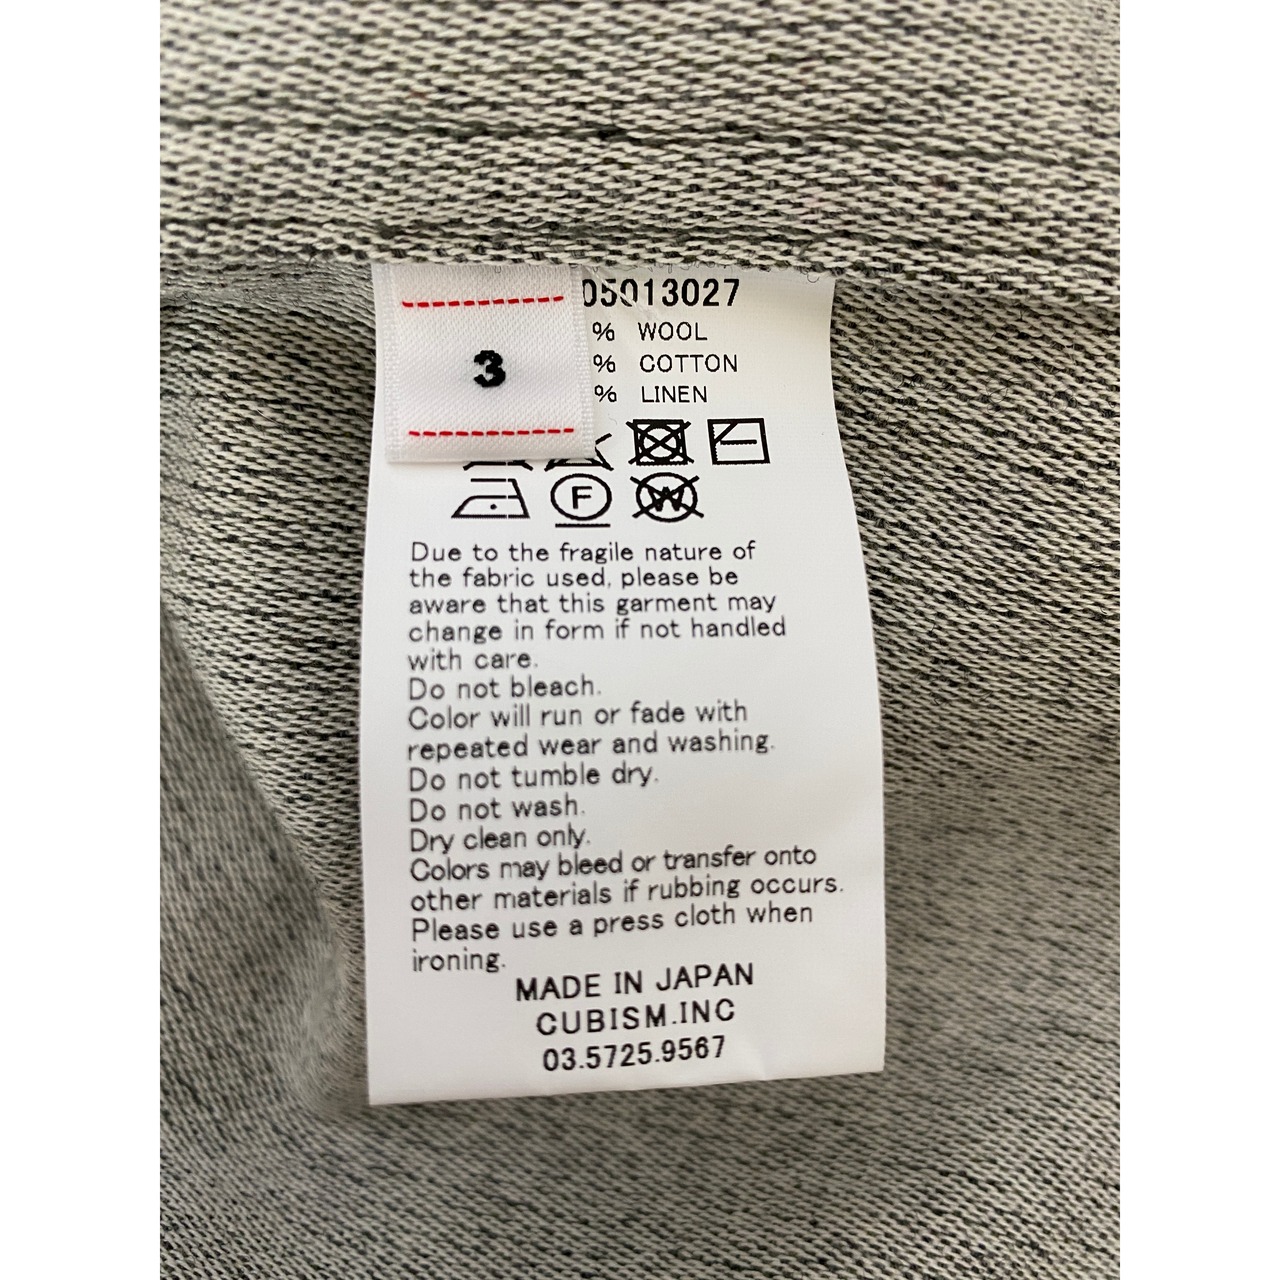 05013027
% WOOL
% COTTON
% LINEN
3
F
W
Due to the fragile nature of
the fabric used, please be
aware that this garment may
change in form if not handled
with care.
Do not bleach.
Color will run or fade with
repeated wear and washing.
Do not tumble dry.
Do not wash.
Dry clean only.
Colors may bleed or transfer onto
other materials if rubbing occurs.
Please use a press cloth when
ironing.
MADE IN JAPAN
CUBISM.INC
03.5725.9567